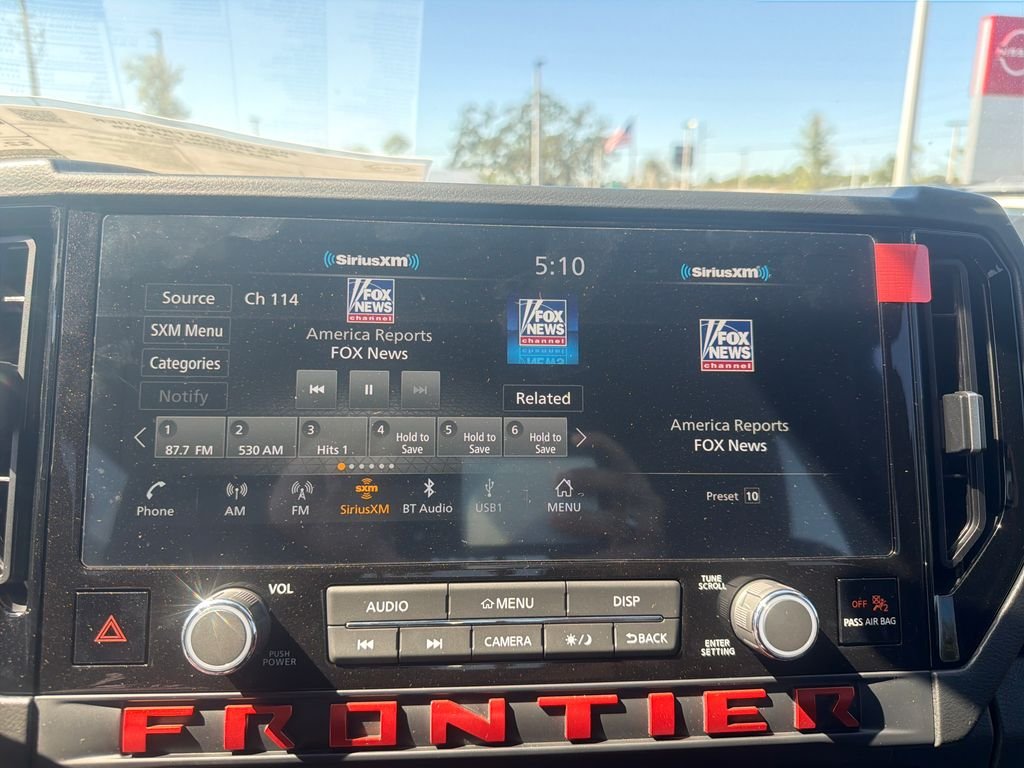 NISSAN
SiriusXM
5:10
SiriusXM
Source
Ch 114
FOX
NEWS
channel
SXM Menu
America Reports
FOX News
Categories
Notify
FOX
NEWS
channel
FOX
NEWS
channel
Related
America Reports
FOX News
1
87.7 FM
2
530 AM
3
Hits 1
4
Hold to
Save
5
Hold to
Save
6
Hold to
Save
Preset 10
Phone
AM
FM
sxm
SiriusXM
BT Audio
USB1
MENU
VOL
PUSH
POWER
AUDIO
MENU
DISP
CAMERA
BACK
TUNE
SCROLL
ENTER
SETTING
OFF 2
PASS AIR BAG
FRONTIER